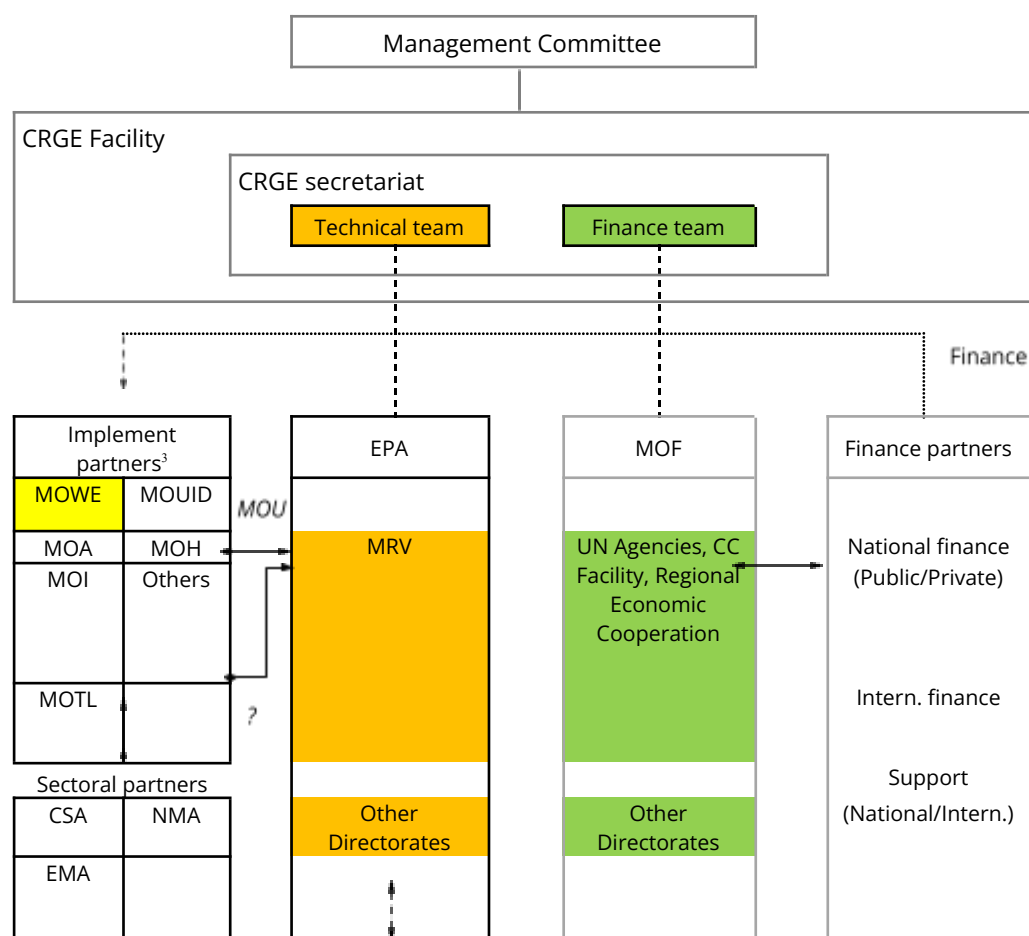 Management Committee
CRGE Facility
CRGE secretariat
Technical team
Finance team
Finance
Implement
partners³
EPA
MOF
Finance partners
MOWE
MOUID
MOU
MOA
MOH
MRV
UN Agencies, CC
Facility, Regional
Economic
Cooperation
National finance
(Public/Private)
MOI
Others
MOTL
?
Intern. finance
Sectoral partners
Support
(National/Intern.)
CSA
NMA
Other
Directorates
Other
Directorates
EMA